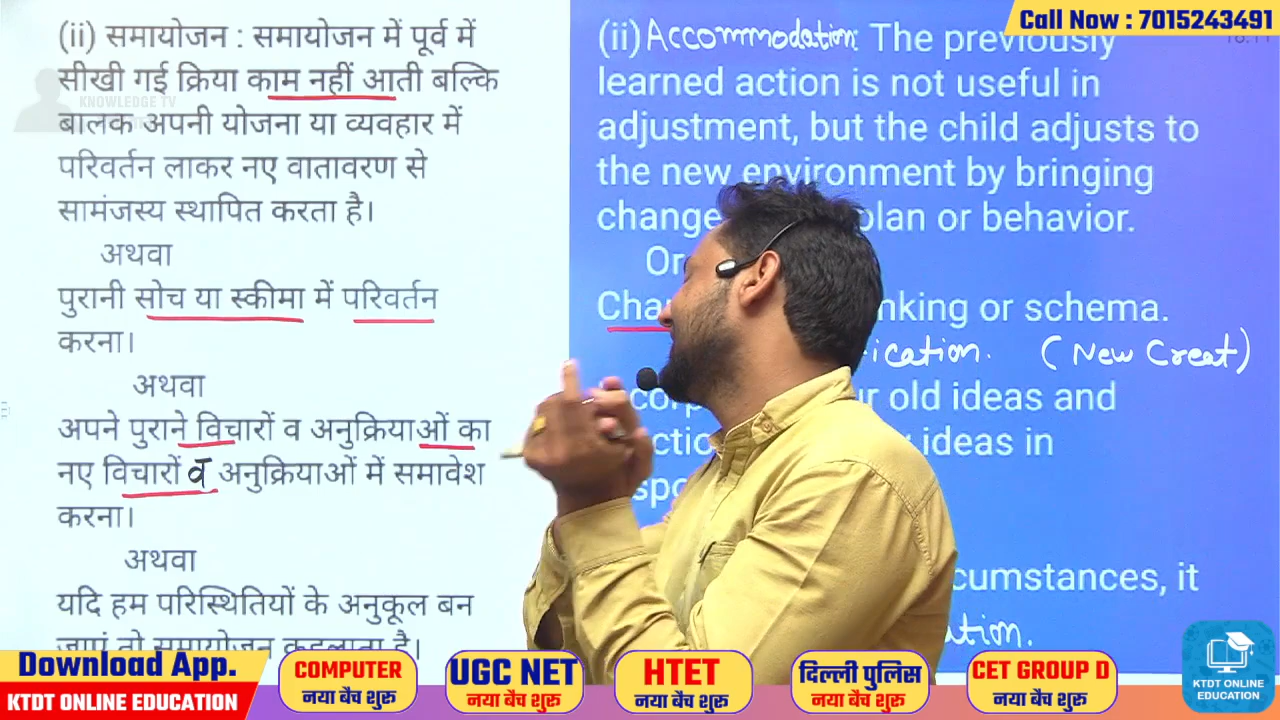 Call Now : 7015243491
(ii) समायोजन : समायोजन में पूर्व में
सीखी गई क्रिया काम नहीं आती बल्कि
बालक अपनी योजना या व्यवहार में
परिवर्तन लाकर नए वातावरण से
सामंजस्य स्थापित करता है।
अथवा
पुरानी सोच या स्कीमा में परिवर्तन
करना।
अथवा
अपने पुराने विचारों व अनुक्रियाओं का
नए विचारों व अनुक्रियाओं में समावेश
करना।
अथवा
यदि हम परिस्थितियों के अनुकूल बन
जाएं तो समायोजन कहलाता है।
KNOWLEDGE TV
(ii) Accommodation: The previously
learned action is not useful in
adjustment, but the child adjusts to
the new environment by bringing
change plan or behavior.
Or
or schema.
(New Creat)
old ideas and
ideas in
it
Download App.
KTDT ONLINE EDUCATION
COMPUTER
नया बैच शुरू
UGC NET
नया बैच शुरू
HTET
नया बैच शुरू
दिल्ली पुलिस
नया बैच शुरू
CET GROUP D
नया बैच शुरू
KTDT ONLINE
EDUCATION